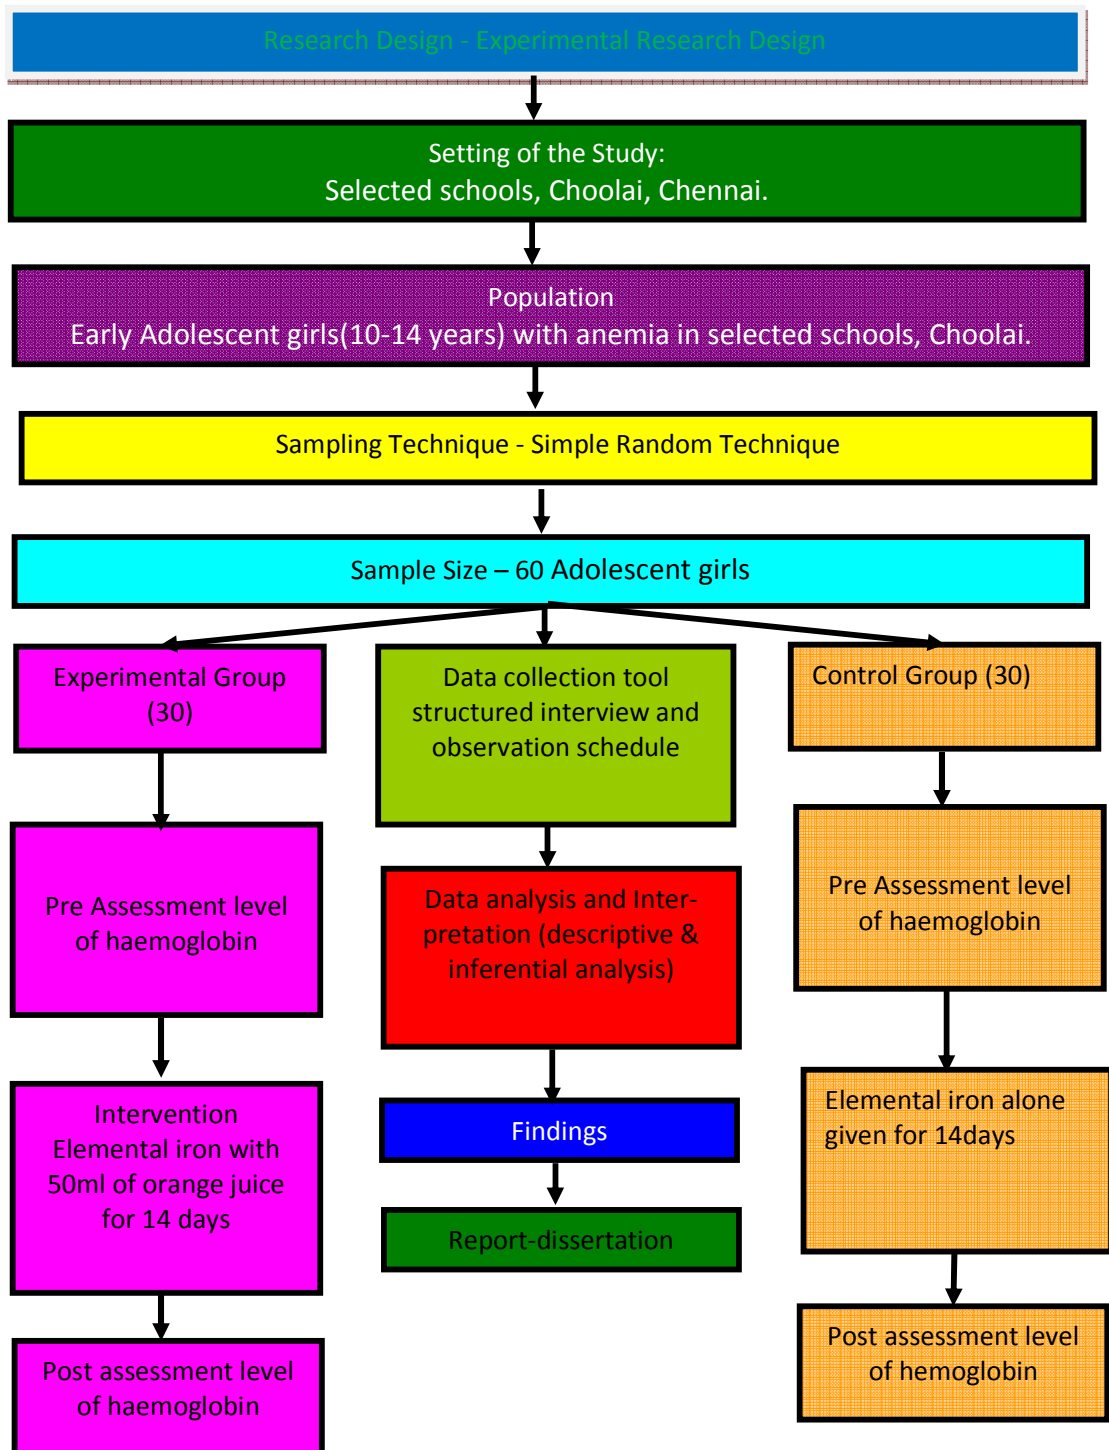 Research Design - Experimental Research Design
Setting of the Study:
Selected schools, Choolai, Chennai.
Population
Early Adolescent girls(10-14 years) with anemia in selected schools, Choolai.
Sampling Technique - Simple Random Technique
Sample Size – 60 Adolescent girls
Experimental Group
(30)
Data collection tool
structured interview and
observation schedule
Control Group (30)
Pre Assessment level
of haemoglobin
Data analysis and Inter-
pretation (descriptive &
inferential analysis)
Pre Assessment level
of haemoglobin
Intervention
Elemental iron with
50ml of orange juice
for 14 days
Findings
Elemental iron alone
given for 14days
Report-dissertation
Post assessment level
of haemoglobin
Post assessment level
of hemoglobin